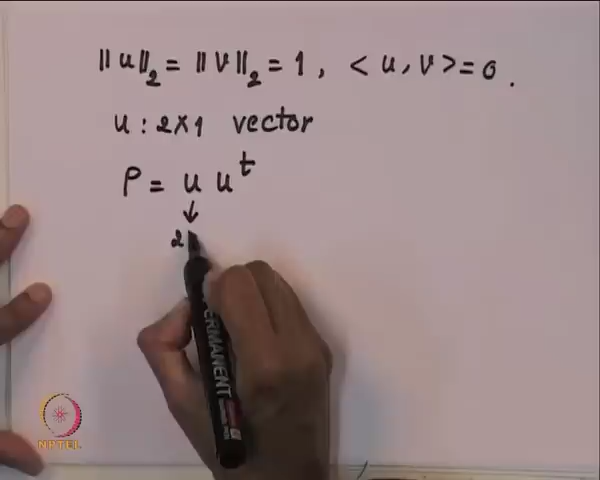 ||u||₂ = ||v||₂ = 1, <u,v> = 0.
u : 2×1 vector
P = u uᵗ
↓
2
PERMANENT
NPTEL